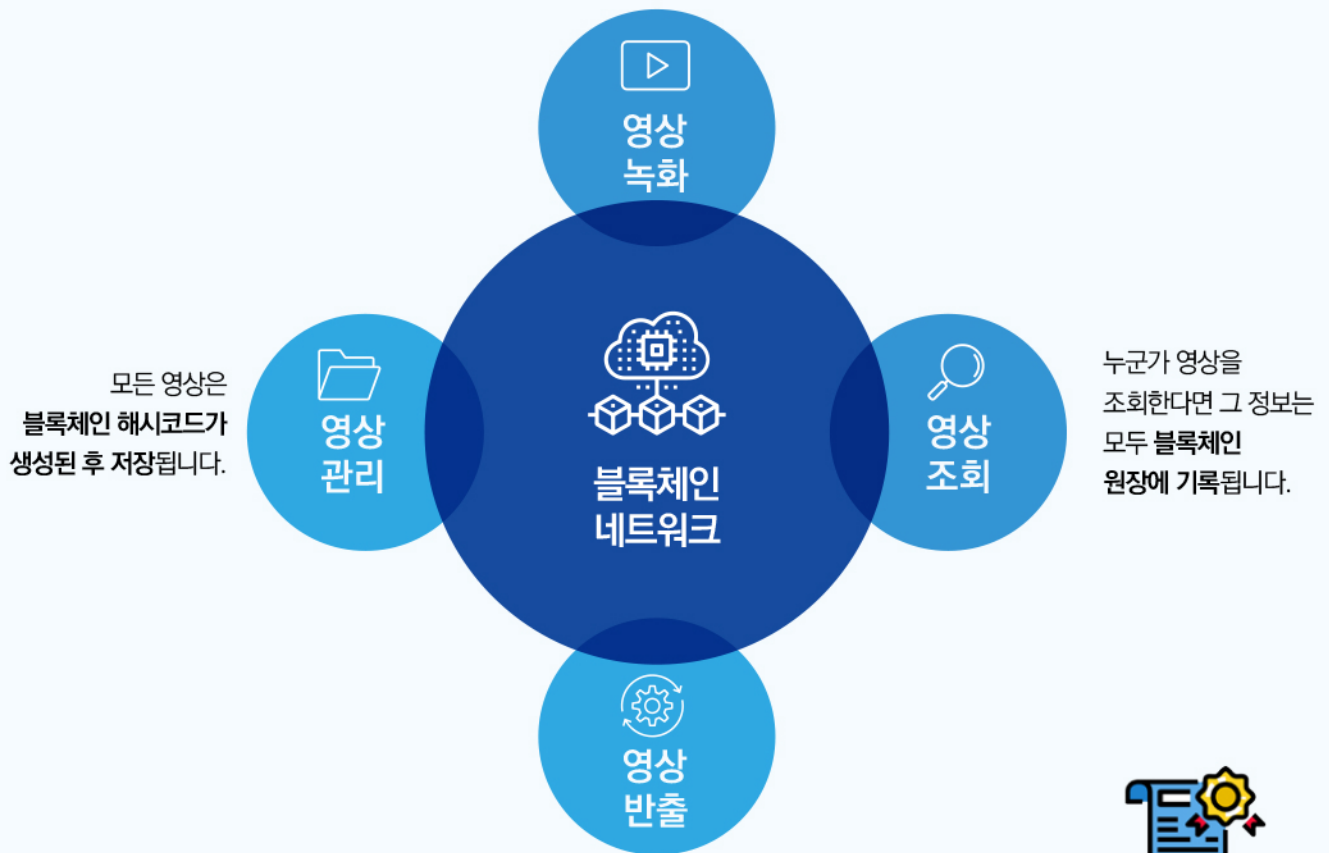 영상
녹화
모든 영상은
블록체인 해시코드가
생성된 후 저장됩니다.
영상
관리
블록체인
네트워크
영상
조회
누군가 영상을
조회한다면 그 정보는
모두 블록체인
원장에 기록됩니다.
영상
반출